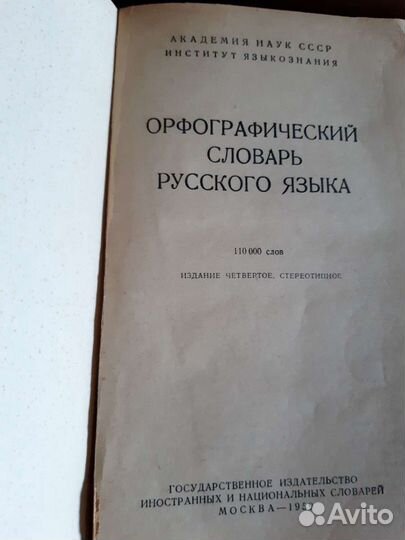 АКАДЕМИЯ НАУК СССР
ИНСТИТУТ ЯЗЫКОЗНАНИЯ
ОРФОГРАФИЧЕСКИЙ
СЛОВАРЬ
РУССКОГО ЯЗЫКА
110 000 слов
ИЗДАНИЕ ЧЕТВЕРТОЕ, СТЕРЕОТИПНОЕ
ГОСУДАРСТВЕННОЕ ИЗДАТЕЛЬСТВО
ИНОСТРАННЫХ И НАЦИОНАЛЬНЫХ СЛОВАРЕЙ
МОСКВА—
Avito